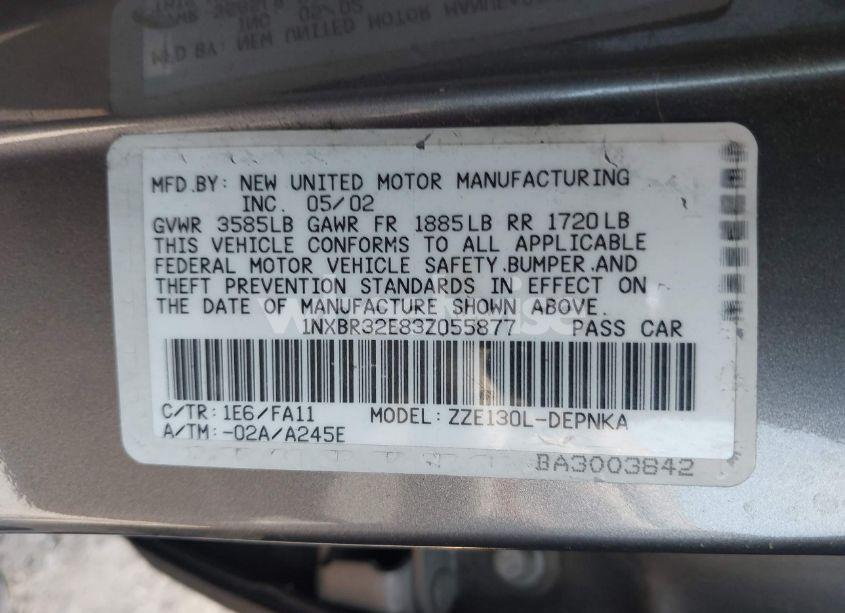 MFD.BY: NEW UNITED MOTOR MANUFACTURING
INC. 05/02
GVWR 3585LB GAWR FR 1885LB RR 1720LB
THIS VEHICLE CONFORMS TO ALL APPLICABLE
FEDERAL MOTOR VEHICLE SAFETY,BUMPER,AND
THEFT PREVENTION STANDARDS IN EFFECT ON
THE DATE OF MANUFACTURE SHOWN ABOVE.
1NXBR32E83Z055877 PASS CAR
C/TR: 1E6/FA11 MODEL: ZZE130L-DEPNKA
A/TM: -02A/A245E
BA3003842